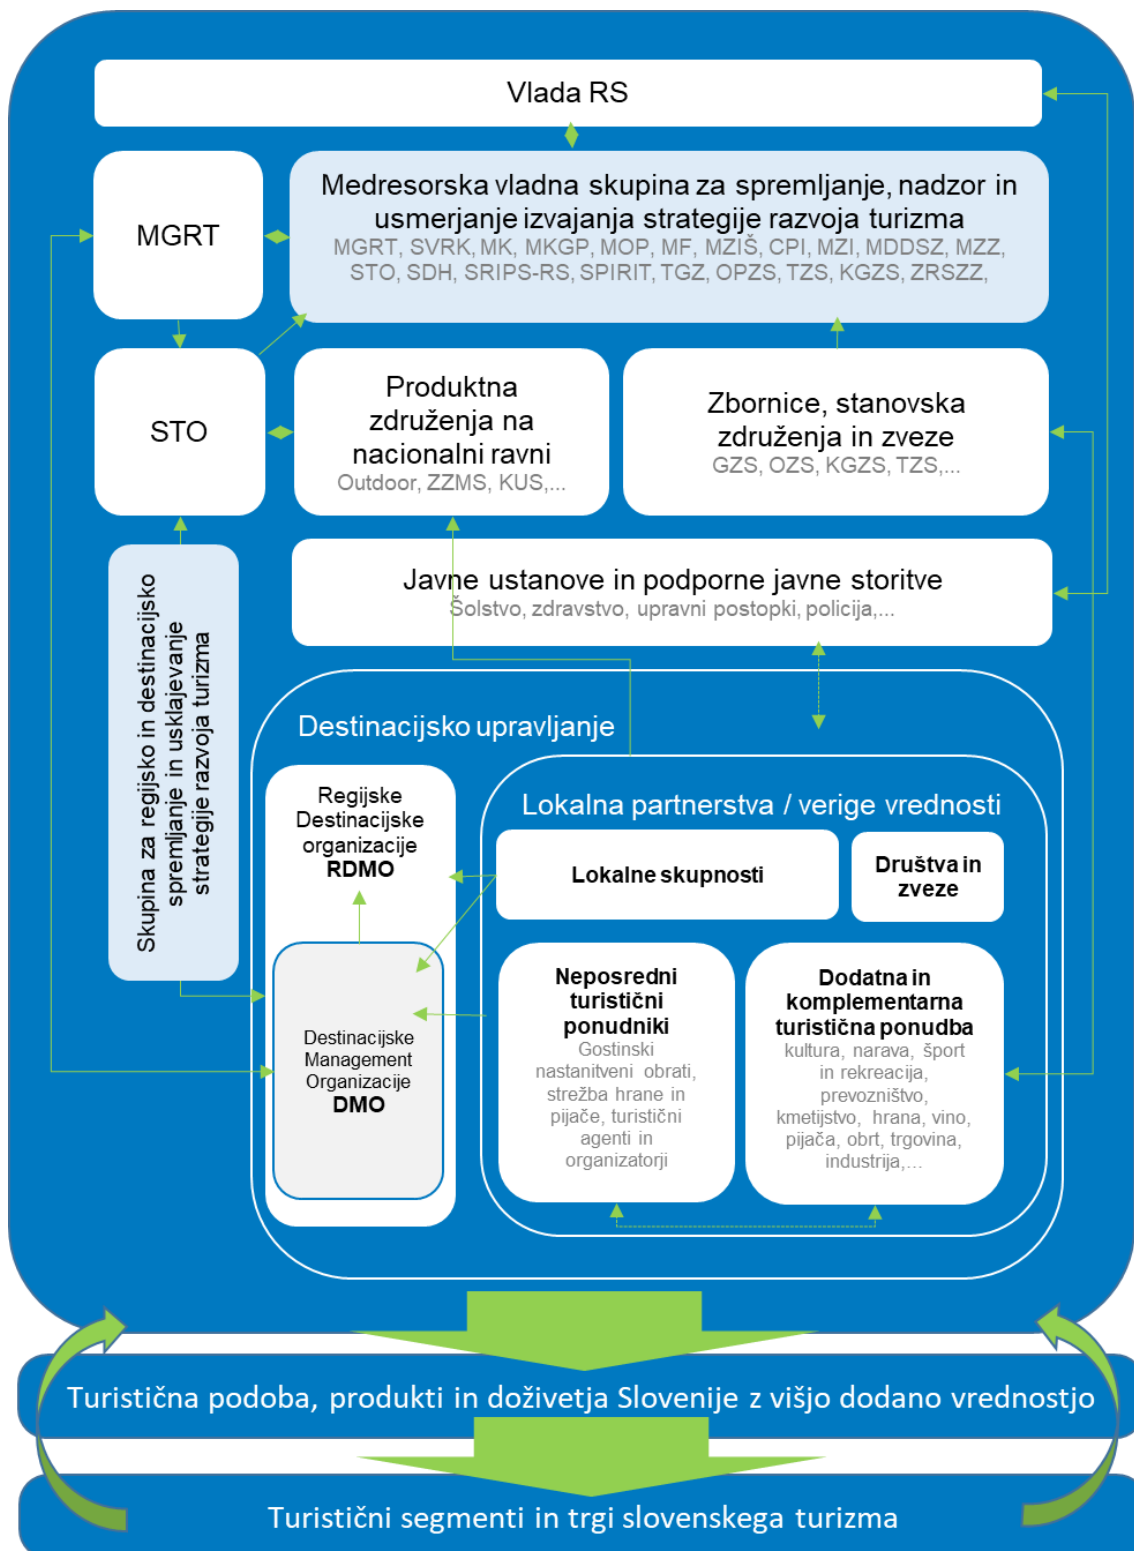 Vlada RS
MGRT
Medresorska vladna skupina za spremljanje, nadzor in
usmerjanje izvajanja strategije razvoja turizma
MGRT, SVRK, MK, MKGP, MOP, MF, MZIŠ, CPI, MZI, MDDSZ, MZZ,
STO, SDH, SRIPS-RS, SPIRIT, TGZ, OPZS, TZS, KGZS, ZRSZZ,
STO
Produktna
združenja na
nacionalni ravni
Outdoor, ZZMS, KUS,...
Zbornice, stanovska
združenja in zveze
GZS, OZS, KGZS, TZS,...
Javne ustanove in podporne javne storitve
Šolstvo, zdravstvo, upravni postopki, policija,...
Skupina za regijsko in destinacijsko
spremljanje in usklajevanje
strategije razvoja turizma
Destinacijsko upravljanje
Regijske
Destinacijske
organizacije
RDMO
Destinacijske
Management
Organizacije
DMO
Lokalna partnerstva / verige vrednosti
Lokalne skupnosti
Društva in
zveze
Neposredni
turistični
ponudniki
Gostinski
nastanitveni obrati,
strežba hrane in
pijače, turistični
agenti in
organizatorji
Dodatna in
komplementarna
turistična ponudba
kultura, narava, šport
in rekreacija,
prevozništvo,
kmetijstvo, hrana, vino,
pijača, obrt, trgovina,
industrija,...
Turistična podoba, produkti in doživetja Slovenije z višjo dodano vrednostjo
Turistični segmenti in trgi slovenskega turizma